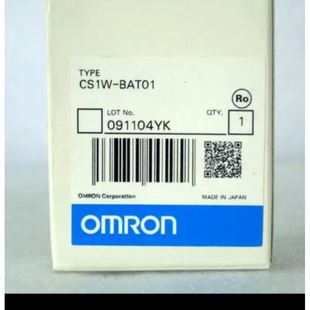 TYPE
CS1W-BAT01
Ro
LOT No. QTY.
091104YK 1
OMRON Corporation MADE IN JAPAN
OMRON